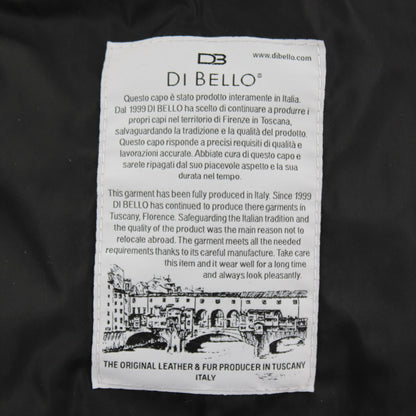 DB
www.dibello.com
DI BELLO®
Questo capo è stato prodotto interamente in Italia.
Dal 1999 DI BELLO ha scelto di continuare a produrre i
propri capi nel territorio di Firenze in Toscana,
salvaguardando la tradizione e la qualità del prodotto.
Questo capo risponde a precisi requisiti di qualità e
lavorazioni accurate. Abbiate cura di questo capo e
sarete ripagati dal suo piacevole aspetto e la sua
durata nel tempo.
This garment has been fully produced in Italy. Since 1999
DI BELLO has continued to produce there garments in
Tuscany, Florence. Safeguarding the Italian tradition and
the quality of the product was the main reason not to
relocate abroad. The garment meets all the needed
requirements thanks to its careful manufacture. Take care
this item and it wear well for a long time
and always look pleasantly.
THE ORIGINAL LEATHER & FUR PRODUCER IN TUSCANY
ITALY